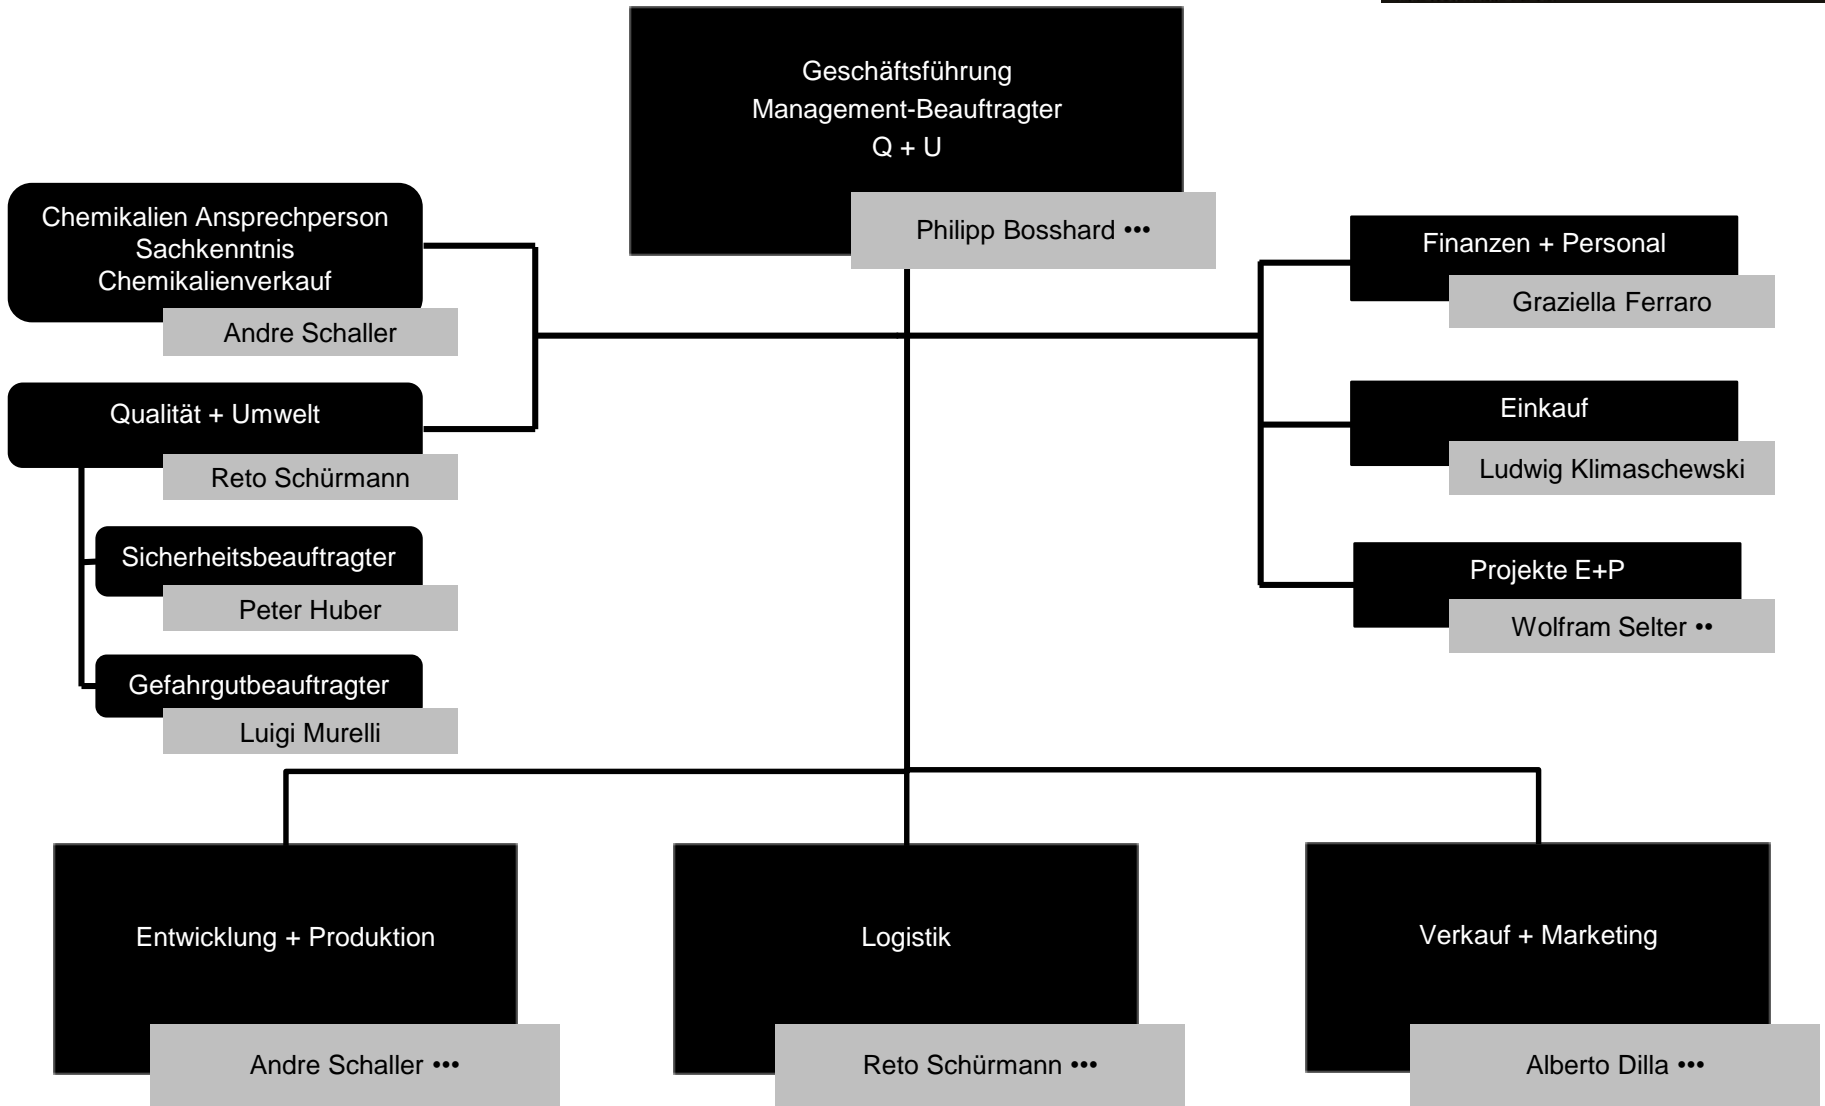 Geschäftsführung
Management-Beauftragter
Q + U
Philipp Bosshard •••
Chemikalien Ansprechperson
Sachkenntnis
Chemikalienverkauf
Andre Schaller
Qualität + Umwelt
Reto Schürmann
Sicherheitsbeauftragter
Peter Huber
Gefahrgutbeauftragter
Luigi Murelli
Finanzen + Personal
Graziella Ferraro
Einkauf
Ludwig Klimaschewski
Projekte E+P
Wolfram Selter ••
Entwicklung + Produktion
Andre Schaller •••
Logistik
Reto Schürmann •••
Verkauf + Marketing
Alberto Dilla •••